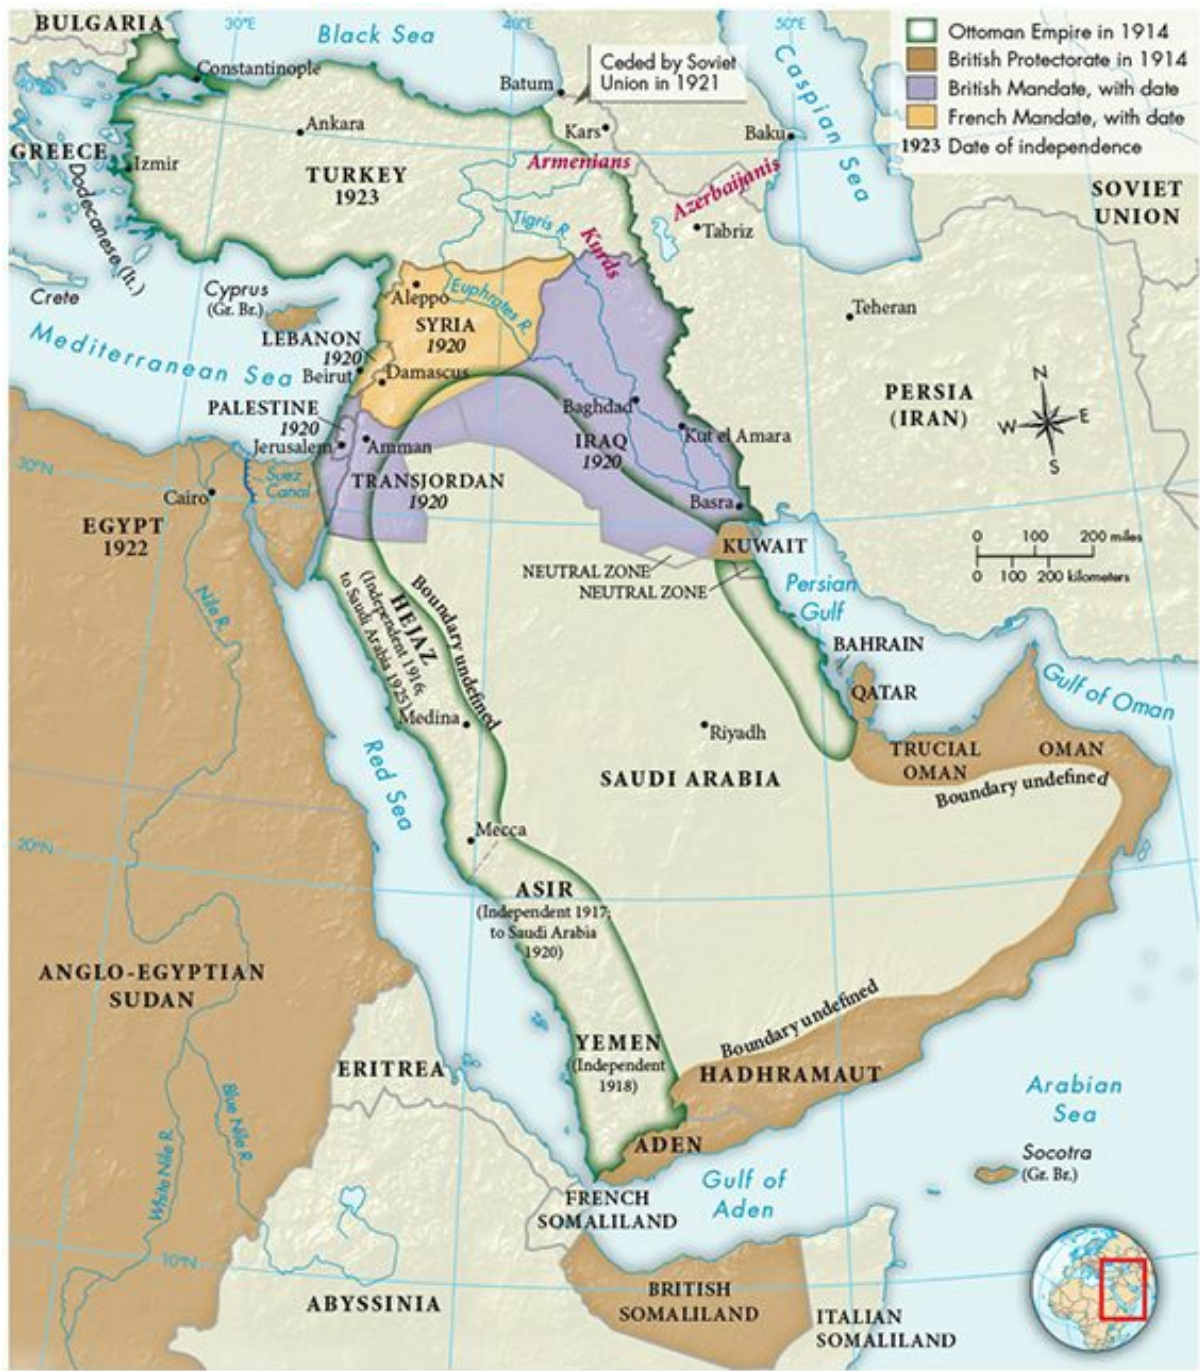 BULGARIA
30°E
Black Sea
40°E
50°E
Caspian Sea
Ottoman Empire in 1914
British Protectorate in 1914
British Mandate, with date
French Mandate, with date
1923 Date of independence
Constantinople
Batum
Ceded by Soviet
Union in 1921
40°N
Ankara
Kars
Baku
GREECE
Izmir
Armenians
Azerbaijanis
SOVIET
UNION
TURKEY
1923
Dodecanese (It.)
Tigris R.
Kurds
Tabriz
Crete
Cyprus
(Gr. Br.)
Aleppo
Euphrates R.
Teheran
SYRIA
1920
LEBANON
1920
Mediterranean Sea
Beirut
Damascus
PERSIA
(IRAN)
N
W
E
S
PALESTINE
1920
Baghdad
Jerusalem
Amman
IRAQ
1920
Kut el Amara
30°N
Suez
Canal
TRANSJORDAN
1920
Cairo
Basra
EGYPT
1922
KUWAIT
0 100 200 miles
0 100 200 kilometers
NEUTRAL ZONE
NEUTRAL ZONE
Persian
Gulf
Nile R.
HEJAZ
(Independent 1916;
to Saudi Arabia 1925)
Boundary undefined
BAHRAIN
QATAR
Gulf of Oman
Medina
Riyadh
Red Sea
TRUCIAL
OMAN
OMAN
SAUDI ARABIA
Boundary undefined
Mecca
20°N
ASIR
(Independent 1917;
to Saudi Arabia
1920)
ANGLO-EGYPTIAN
SUDAN
Boundary undefined
YEMEN
(Independent
1918)
ERITREA
HADHRAMAUT
Arabian
Sea
Blue Nile R.
White Nile R.
ADEN
Socotra
(Gr. Br.)
Gulf of
Aden
FRENCH
SOMALILAND
10°N
ABYSSINIA
BRITISH
SOMALILAND
ITALIAN
SOMALILAND